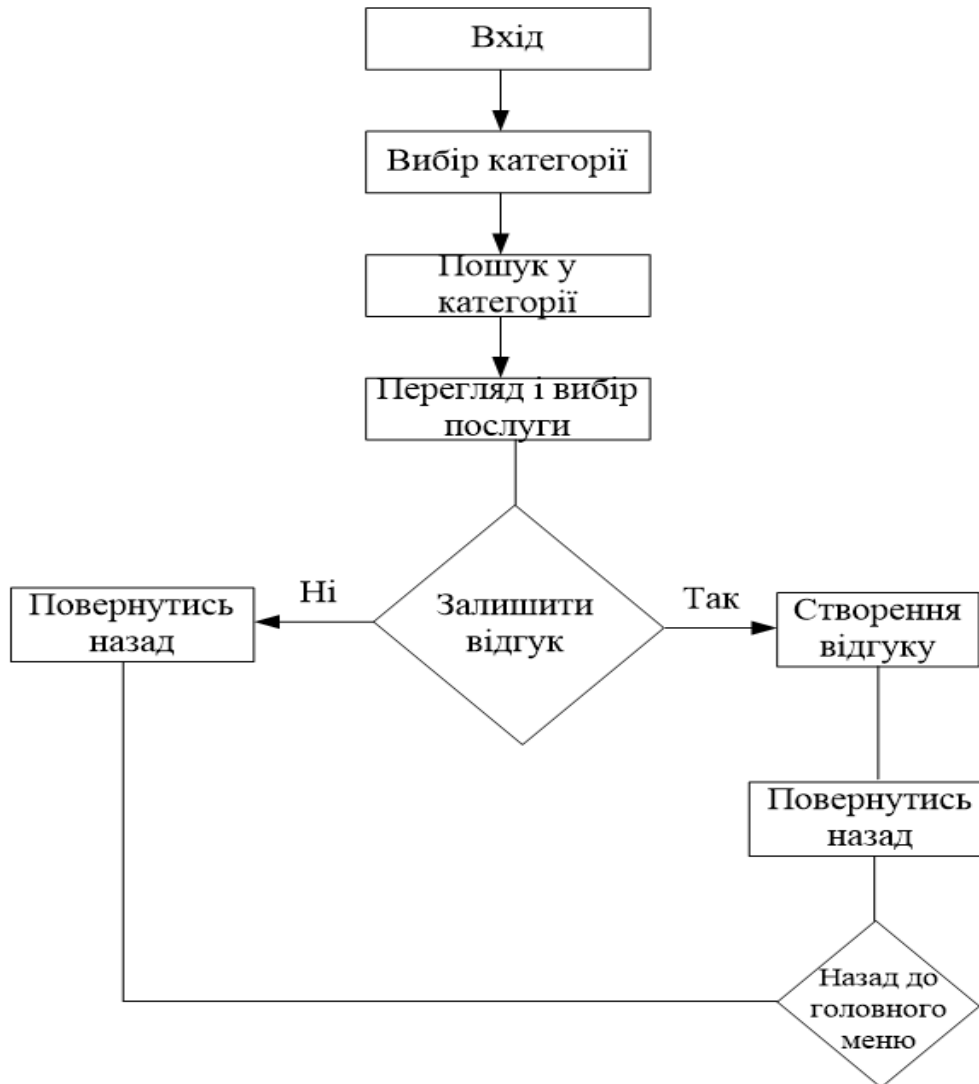 Вхід
Вибір категорії
Пошук у
категорії
Перегляд і вибір
послуги
Ні
Залишити
відгук
Так
Повернутись
назад
Створення
відгуку
Повернутись
назад
Назад до
головного
меню